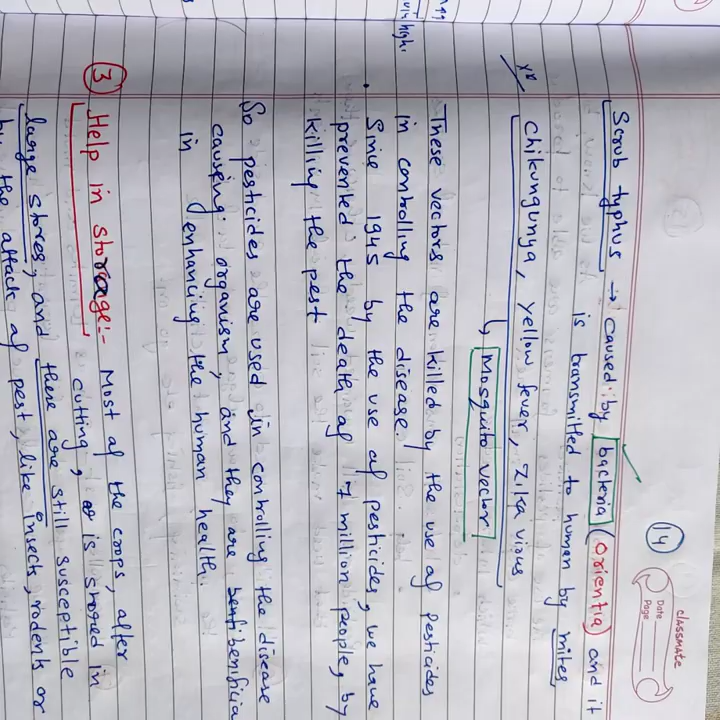 classmate
Date
Page
14
Scrub typhus → caused by bacteria (Orientia) and it
is transmitted to human by mites
Chikungunya, yellow fever, Zika virus
↳ Mosquito vector
These vectors are killed by the use of pesticides
in controlling the disease.
Since 1945 by the use of pesticides, we have
prevented the death of 7 million people, by
killing the pest
So pesticides are used in controlling the disease
causing organism, and they are benificia
in enhancing the human health.
3 Help in storage:- Most of the crops, after
cutting, is stored in
large stores, and there are still susceptible
by the attack of pest, like insect, rodents or